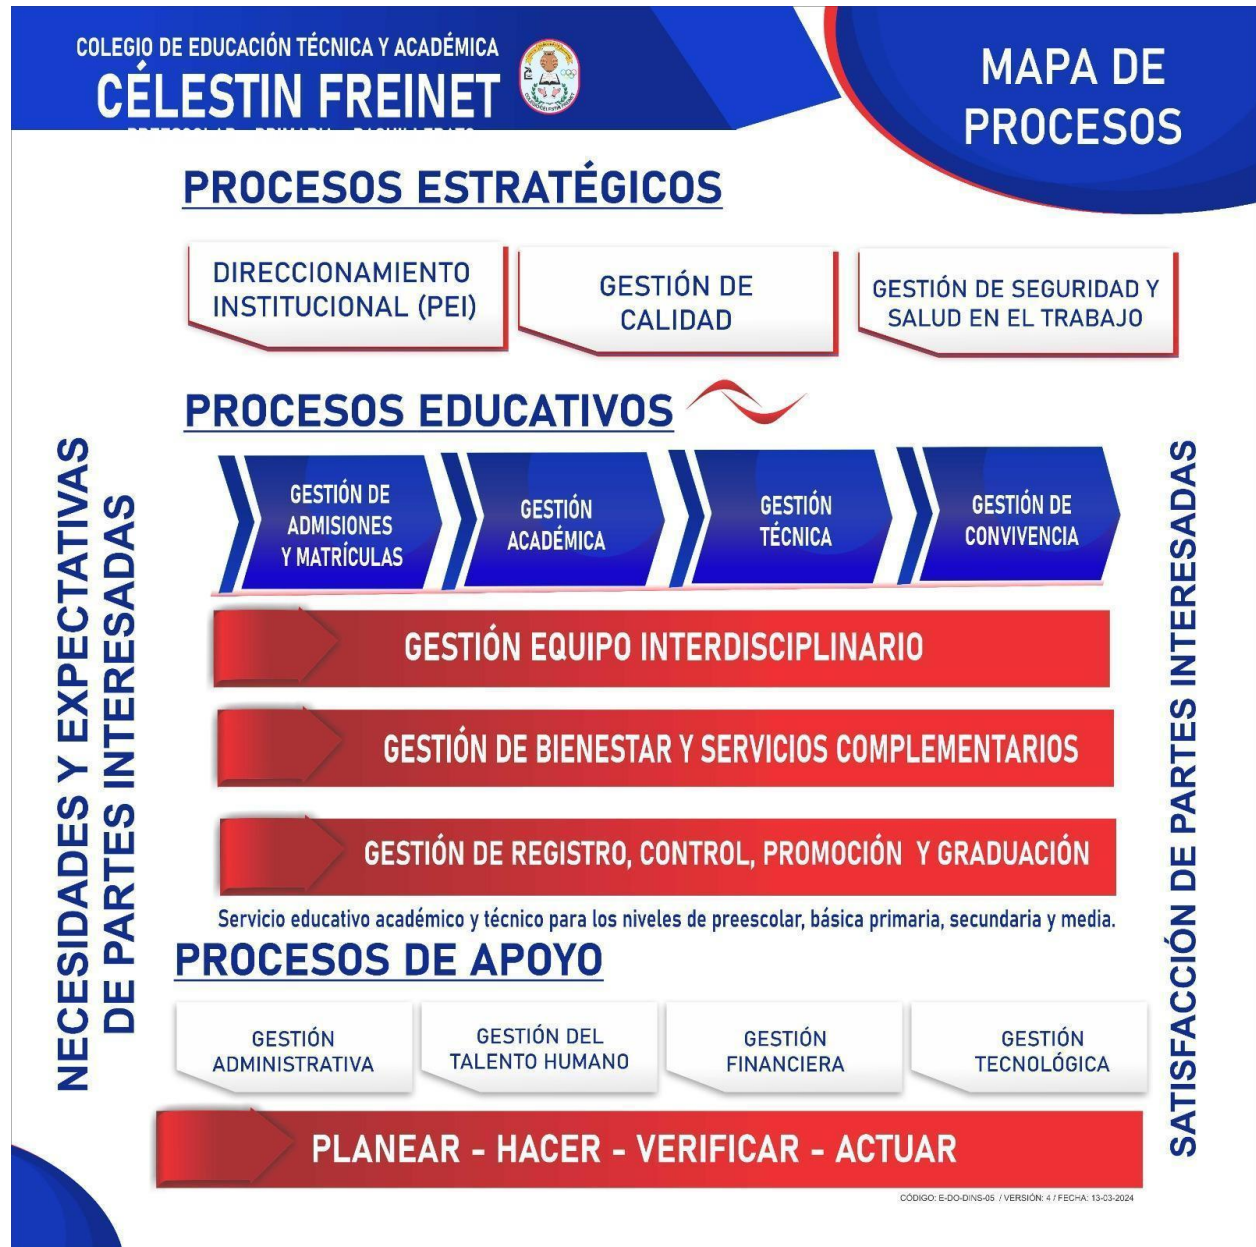 COLEGIO DE EDUCACIÓN TÉCNICA Y ACADÉMICA
CÉLESTIN FREINET
MAPA DE
PROCESOS
PROCESOS ESTRATÉGICOS
DIRECCIONAMIENTO
INSTITUCIONAL (PEI)
GESTIÓN DE
CALIDAD
GESTIÓN DE SEGURIDAD Y
SALUD EN EL TRABAJO
PROCESOS EDUCATIVOS
NECESIDADES Y EXPECTATIVAS
DE PARTES INTERESADAS
GESTIÓN DE
ADMISIONES
Y MATRÍCULAS
GESTIÓN
ACADÉMICA
GESTIÓN
TÉCNICA
GESTIÓN DE
CONVIVENCIA
SATISFACCIÓN DE PARTES INTERESADAS
GESTIÓN EQUIPO INTERDISCIPLINARIO
GESTIÓN DE BIENESTAR Y SERVICIOS COMPLEMENTARIOS
GESTIÓN DE REGISTRO, CONTROL, PROMOCIÓN Y GRADUACIÓN
Servicio educativo académico y técnico para los niveles de preescolar, básica primaria, secundaria y media.
PROCESOS DE APOYO
GESTIÓN
ADMINISTRATIVA
GESTIÓN DEL
TALENTO HUMANO
GESTIÓN
FINANCIERA
GESTIÓN
TECNOLÓGICA
PLANEAR - HACER - VERIFICAR - ACTUAR
CÓDIGO: E-DO-DINS-05 / VERSIÓN: 4 / FECHA: 13-03-2024